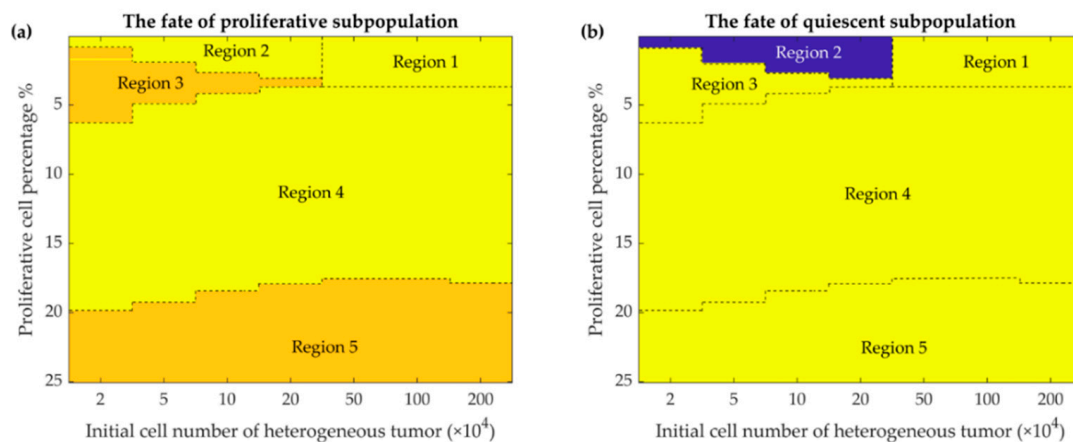 (a)
The fate of proliferative subpopulation
Proliferative cell percentage %
5
10
15
20
25
Region 2
Region 1
Region 3
Region 4
Region 5
2
5
10
20
50
100
200
Initial cell number of heterogeneous tumor (×10⁴)
(b)
The fate of quiescent subpopulation
Proliferative cell percentage %
5
10
15
20
25
Region 2
Region 1
Region 3
Region 4
Region 5
2
5
10
20
50
100
200
Initial cell number of heterogeneous tumor (×10⁴)